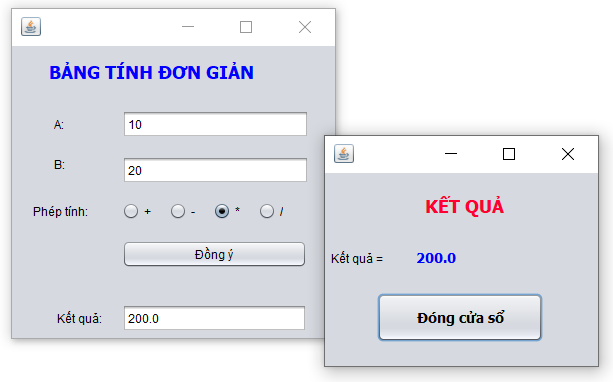 BẢNG TÍNH ĐƠN GIẢN
A: 10
B: 20
Phép tính: + - * /
Đồng ý
Kết quả: 200.0
KẾT QUẢ
Kết quả = 200.0
Đóng cửa sổ